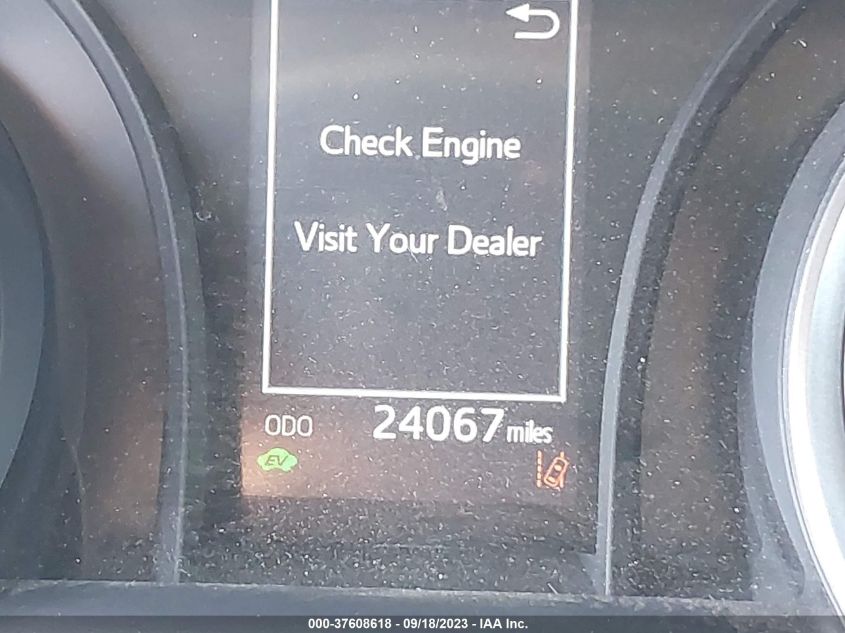 Check Engine
Visit Your Dealer
ODO 24067 miles
EV
000-37608618 - 09/18/2023 - IAA Inc.